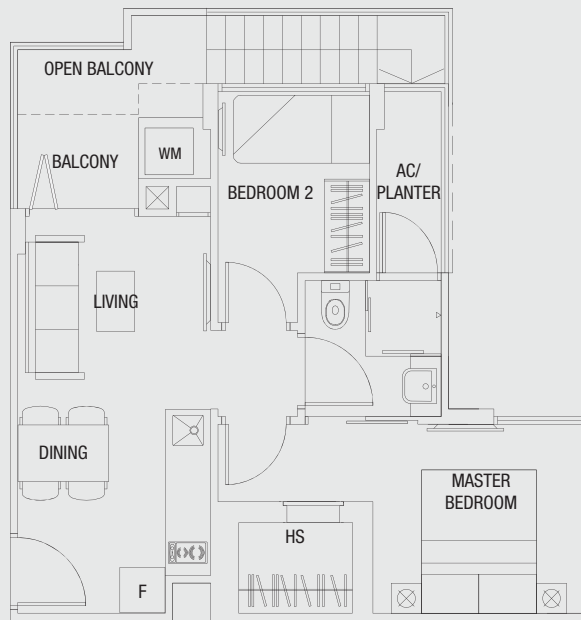 OPEN BALCONY
BALCONY
WM
BEDROOM 2
AC/
PLANTER
LIVING
DINING
MASTER
BEDROOM
HS
F